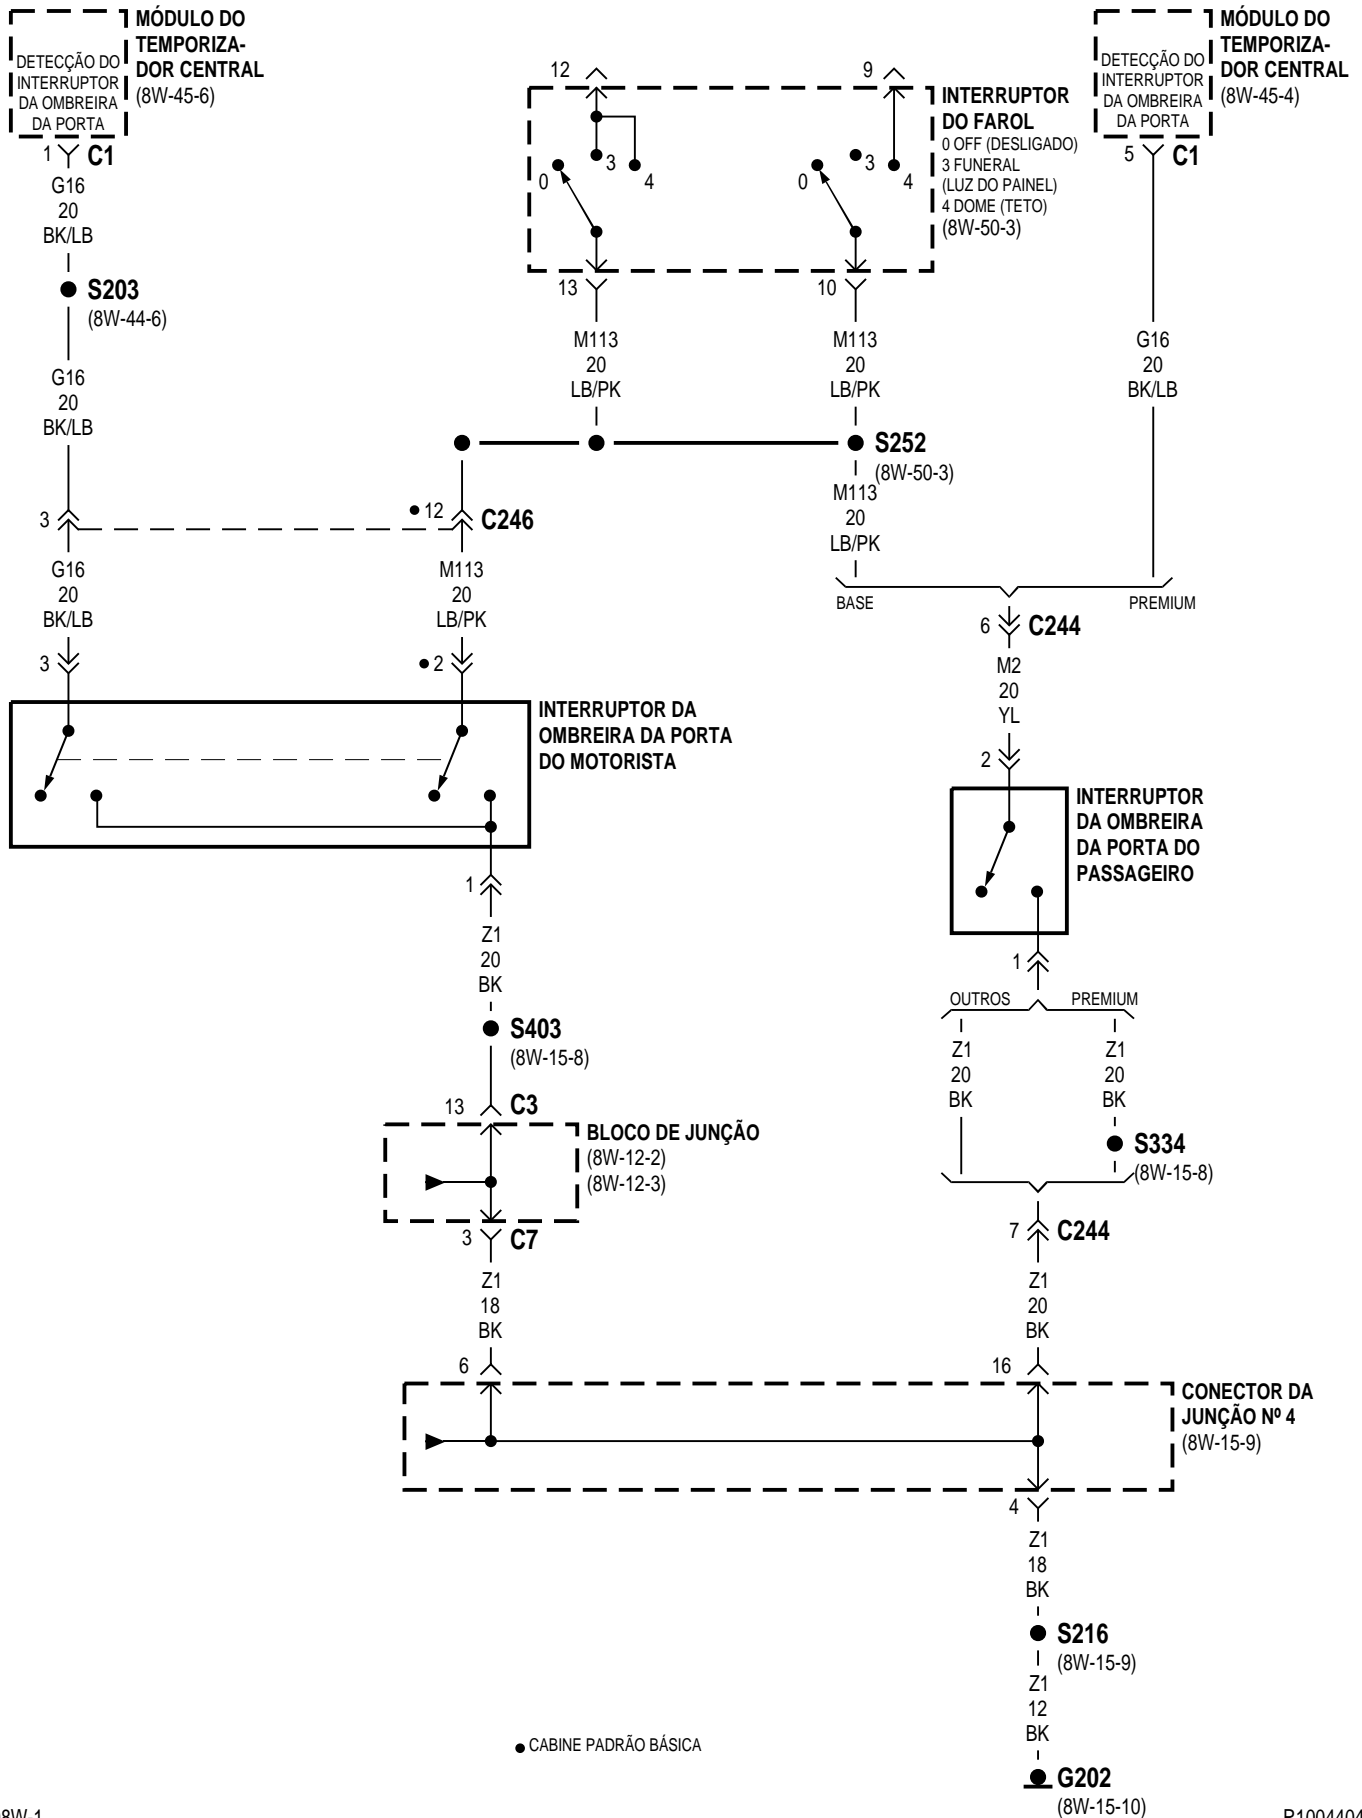 MÓDULO DO
TEMPORIZA-
DOR CENTRAL
(8W-45-6)
DETECÇÃO DO
INTERRUPTOR
DA OMBREIRA
DA PORTA
1
C1
G16
20
BK/LB
S203
(8W-44-6)
G16
20
BK/LB
3
G16
20
BK/LB
3
12
9
INTERRUPTOR
DO FAROL
0 OFF (DESLIGADO)
3 FUNERAL
(LUZ DO PAINEL)
4 DOME (TETO)
(8W-50-3)
0
3
4
0
3
4
13
10
M113
20
LB/PK
M113
20
LB/PK
S252
(8W-50-3)
M113
20
LB/PK
• 12
C246
M113
20
LB/PK
• 2
MÓDULO DO
TEMPORIZA-
DOR CENTRAL
(8W-45-4)
DETECÇÃO DO
INTERRUPTOR
DA OMBREIRA
DA PORTA
5
C1
G16
20
BK/LB
BASE
PREMIUM
6
C244
M2
20
YL
2
INTERRUPTOR DA
OMBREIRA DA PORTA
DO MOTORISTA
INTERRUPTOR
DA OMBREIRA
DA PORTA DO
PASSAGEIRO
1
Z1
20
BK
S403
(8W-15-8)
13
C3
BLOCO DE JUNÇÃO
(8W-12-2)
(8W-12-3)
3
C7
Z1
18
BK
6
1
OUTROS
PREMIUM
Z1
20
BK
Z1
20
BK
S334
(8W-15-8)
7
C244
Z1
20
BK
16
CONECTOR DA
JUNÇÃO Nº 4
(8W-15-9)
4
Z1
18
BK
S216
(8W-15-9)
Z1
12
BK
• CABINE PADRÃO BÁSICA
G202
(8W-15-10)